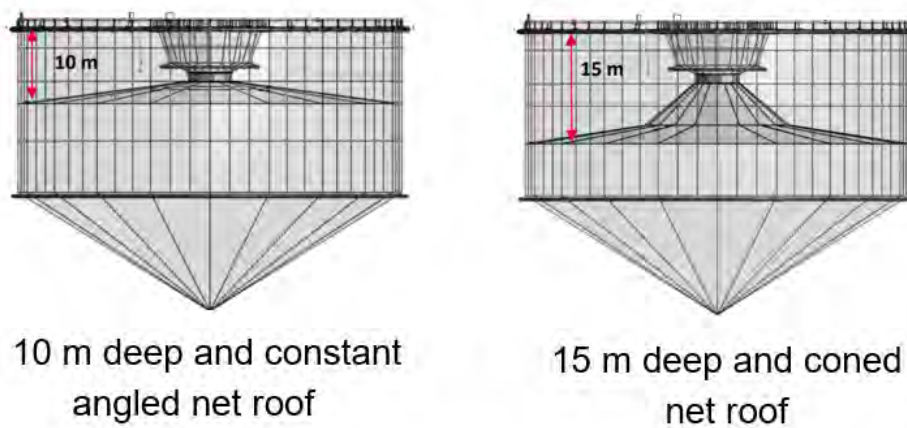 10 m
15 m
10 m deep and constant
angled net roof
15 m deep and coned
net roof